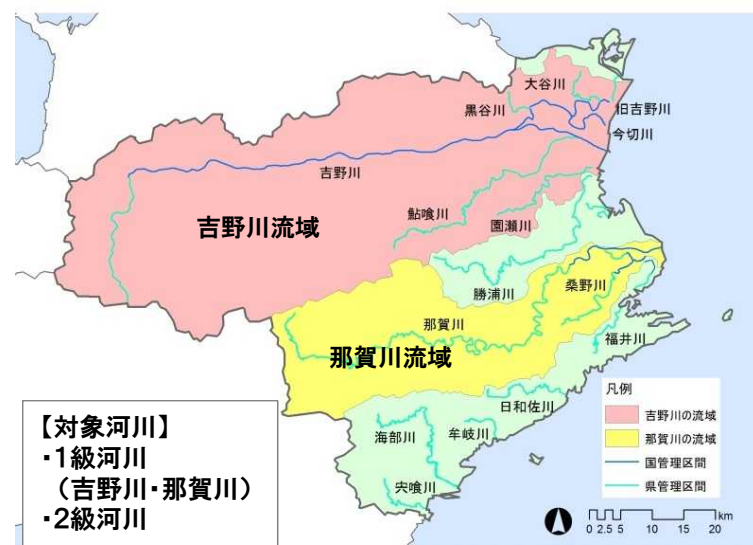 大谷川
黒谷川
旧吉野川
今切川
吉野川
鮎喰川
園瀬川
吉野川流域
勝浦川
桑野川
那賀川
那賀川流域
福井川
日和佐川
海部川
牟岐川
宍喰川
【対象河川】
・1級河川
（吉野川・那賀川）
・2級河川
凡例
吉野川の流域
那賀川の流域
国管理区間
県管理区間
km
0 2.5 5 10 15 20